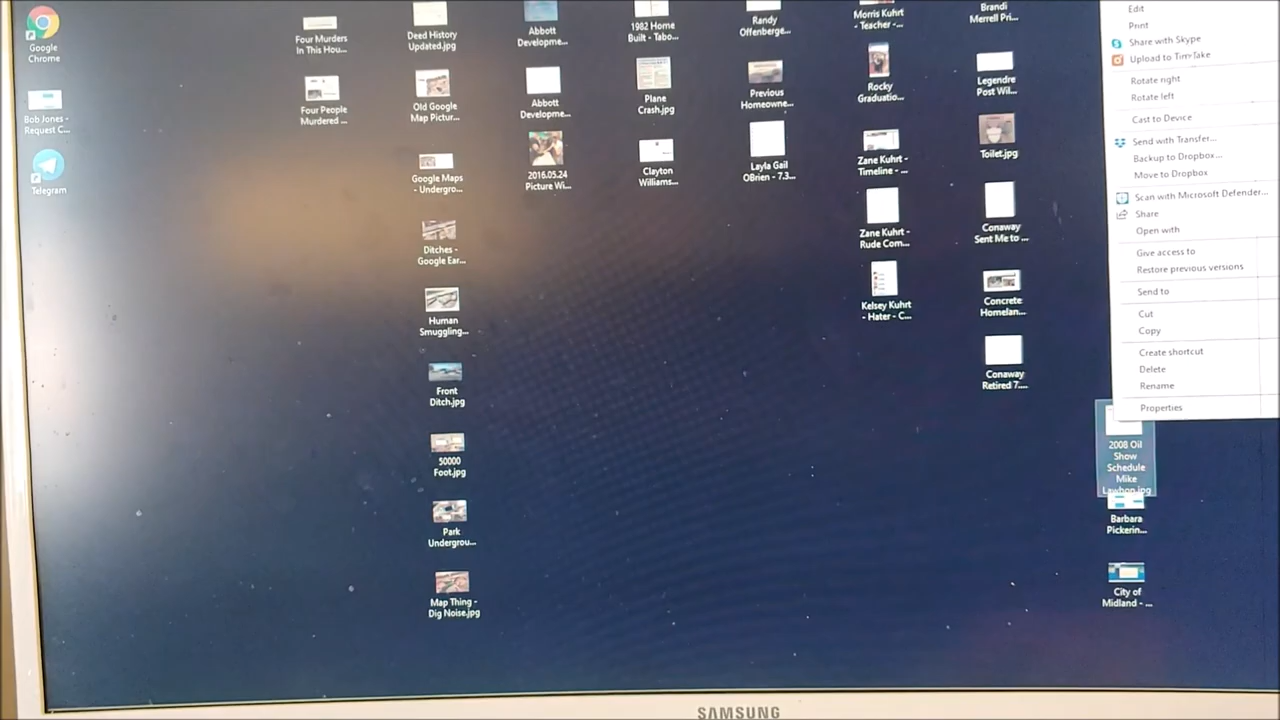 Google
Chrome
Bob Jones -
Request C...
Telegram
Four Murders
In This Hou...
Four People
Murdered ...
Deed History
Updated.jpg
Old Google
Map Pictur...
Google Maps
- Undergro...
Ditches -
Google Ear...
Human
Smuggling...
Front
Ditch.jpg
50000
Foot.jpg
Park
Undergrou...
Map Thing -
Dig Noise.jpg
Abbott
Developme...
Abbott
Developme...
2016.05.24
Picture Wi...
1982 Home
Built - Tabo...
Plane
Crash.jpg
Clayton
Williams...
Randy
Offenberge...
Previous
Homeowne...
Layla Gail
OBrien - 7.3...
Morris Kuhrt
- Teacher -...
Rocky
Graduatio...
Zane Kuhrt -
Timeline - ...
Zane Kuhrt -
Rude Com...
Kelsey Kuhrt
- Hater - C...
Brandi
Merrell Pri...
Legendre
Post Wil...
Toilet.jpg
Conaway
Sent Me to ...
Concrete
Homelan...
Conaway
Retired 7....
Edit
Print
Share with Skype
Upload to TinyTake
Rotate right
Rotate left
Cast to Device
Send with Transfer...
Backup to Dropbox...
Move to Dropbox
Scan with Microsoft Defender...
Share
Open with
Give access to
Restore previous versions
Send to
Cut
Copy
Create shortcut
Delete
Rename
Properties
2008 Oil
Show
Schedule
Mike
Lawhon.jpg
Barbara
Pickerin...
City of
Midland - ...
SAMSUNG